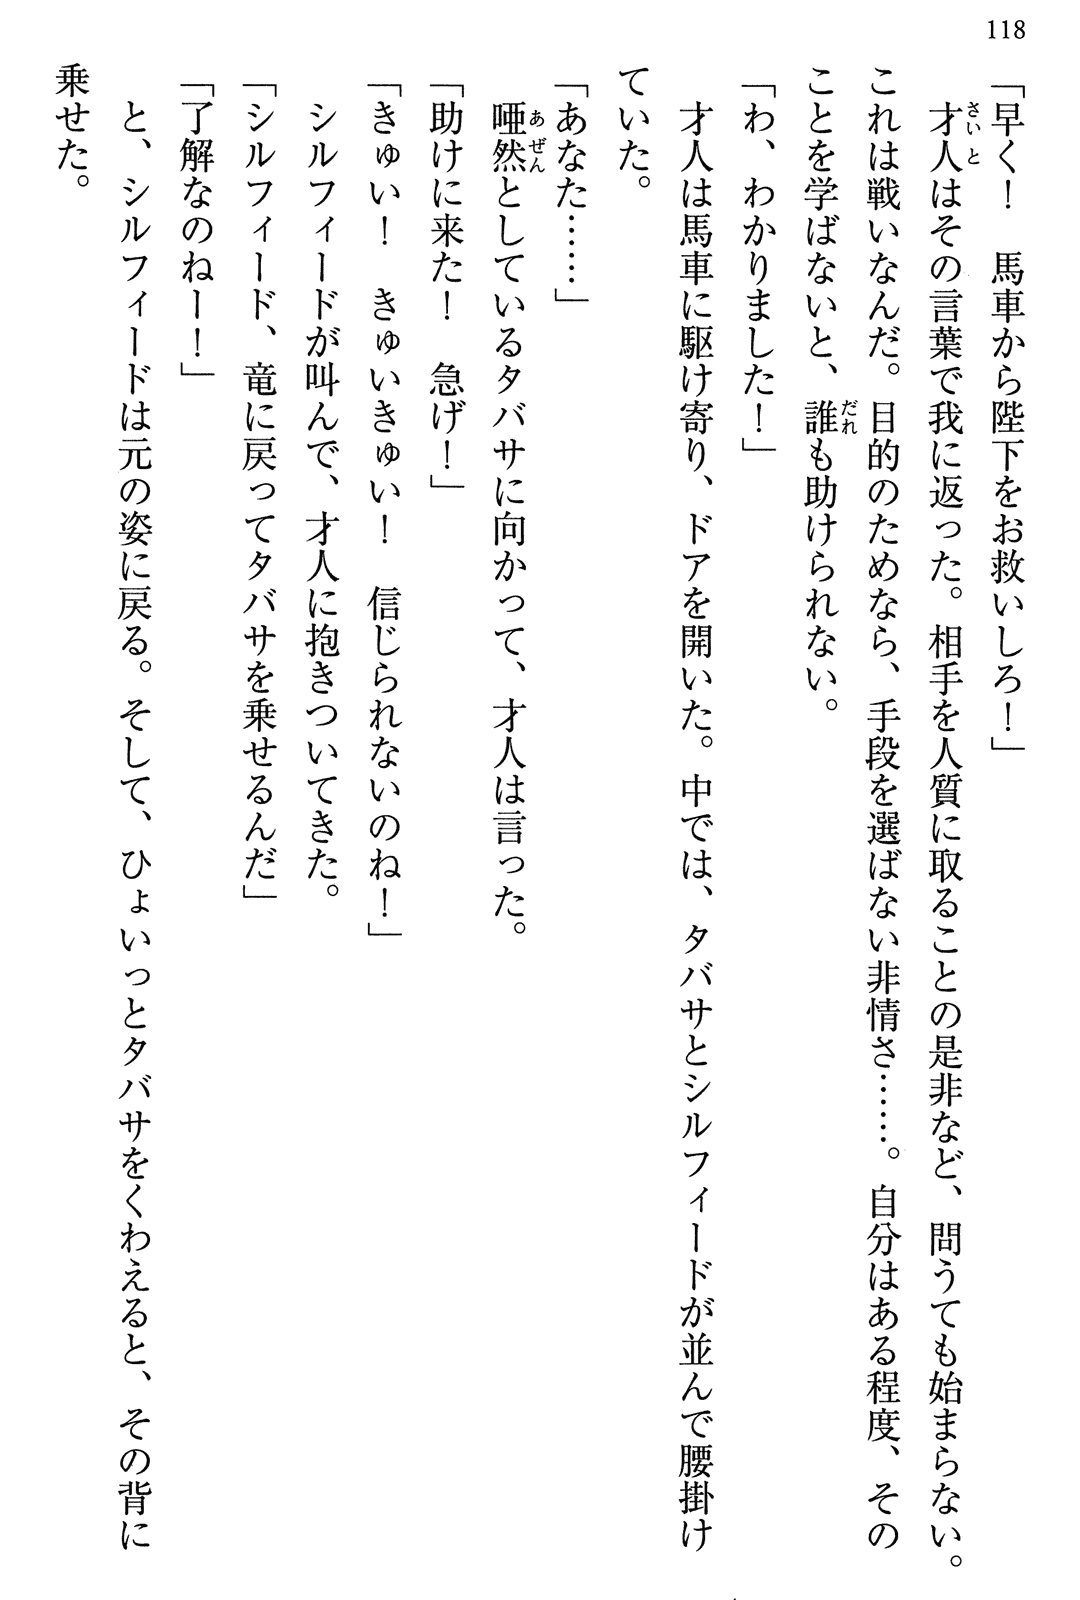 118
「早く！　馬車から陛下をお救いしろ！」
　才人はその言葉で我に返った。相手を人質に取ることの是非など、問うても始まらない。
これは戦いなんだ。目的のためなら、手段を選ばない非情さ……。自分はある程度、その
ことを学ばないと、誰も助けられない。
「わ、わかりました！」
　才人は馬車に駆け寄り、ドアを開いた。中では、タバサとシルフィードが並んで腰掛け
ていた。
「あなた……」
　唖然としているタバサに向かって、才人は言った。
「助けに来た！　急げ！」
「きゅい！　きゅいきゅい！　信じられないのね！」
　シルフィードが叫んで、才人に抱きついてきた。
「シルフィード、竜に戻ってタバサを乗せるんだ」
「了解なのねー！」
　と、シルフィードは元の姿に戻る。そして、ひょいっとタバサをくわえると、その背に
乗せた。